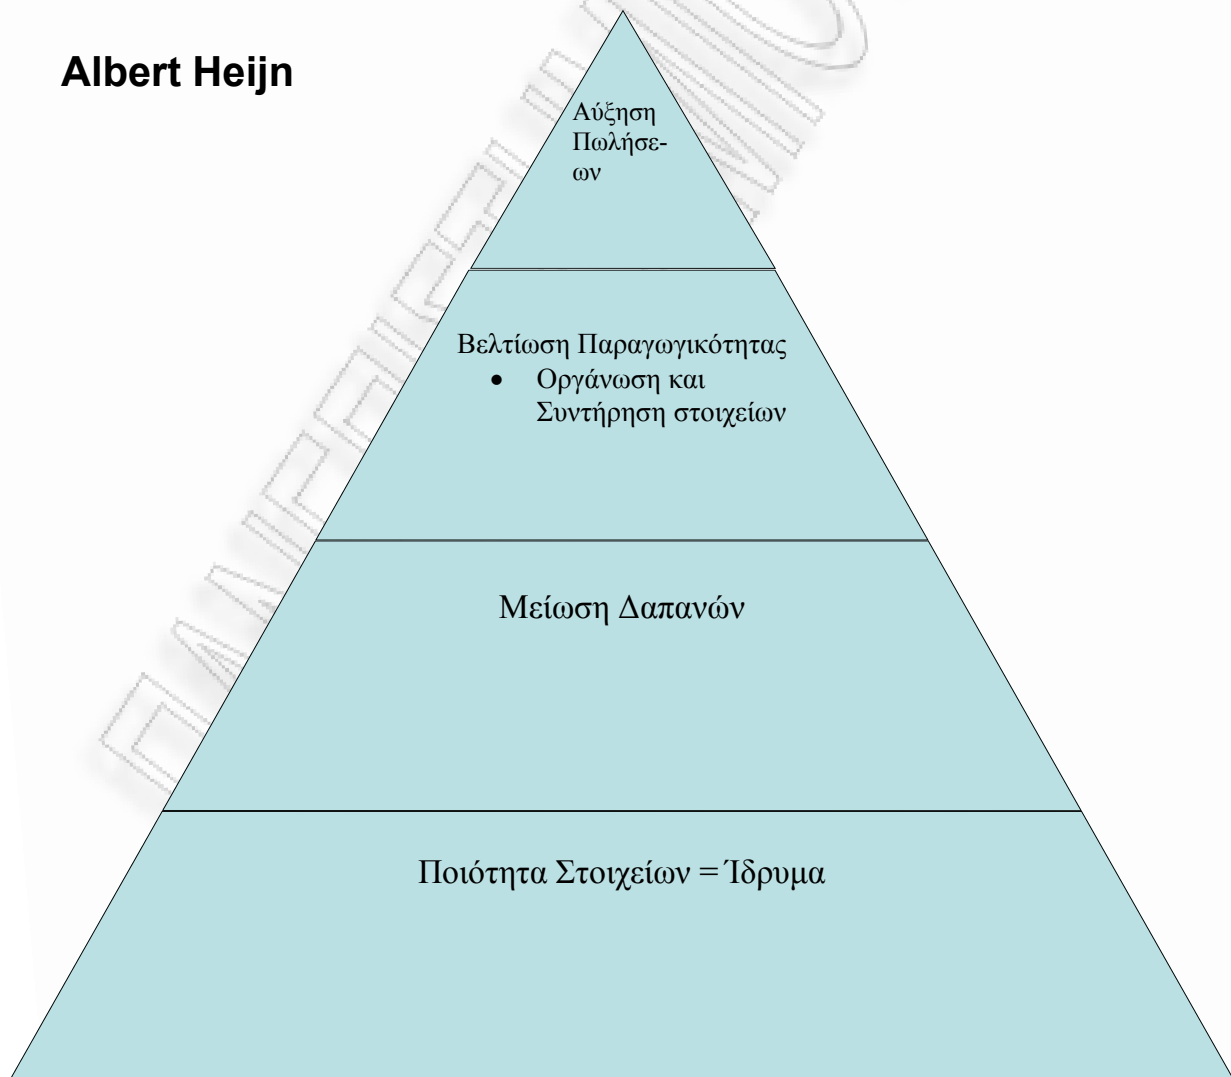 Albert Heijn
Αύξηση
Πωλήσε-
ων
Βελτίωση Παραγωγικότητας
• Οργάνωση και
Συντήρηση στοιχείων
Μείωση Δαπανών
Ποιότητα Στοιχείων = Ίδρυμα